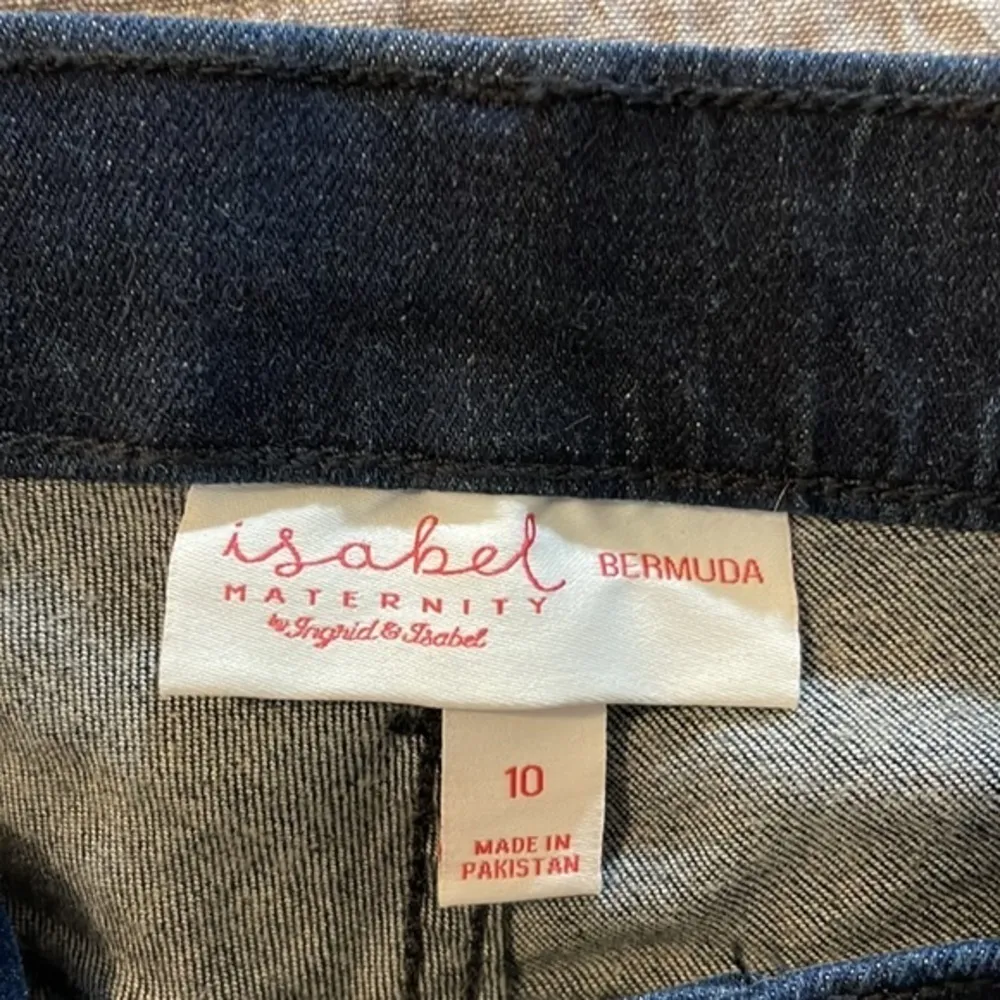 isabel BERMUDA
MATERNITY
by Ingrid & Isabel
10
MADE IN
PAKISTAN